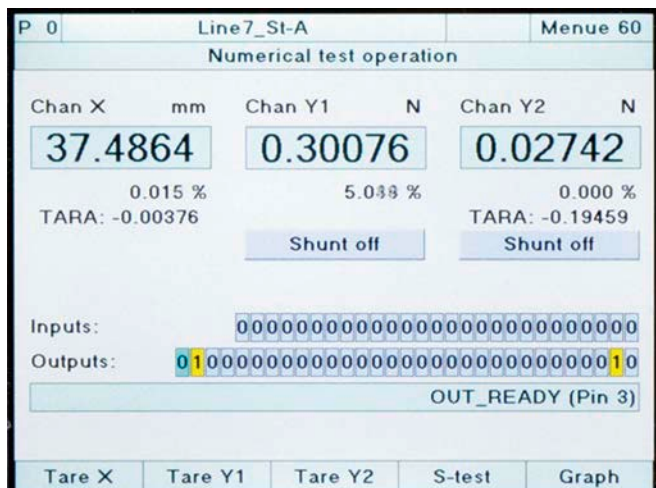 P 0 Line7_St-A Menue 60
Numerical test operation
Chan X mm Chan Y1 N Chan Y2 N
37.4864 0.30076 0.02742
0.015 % % 0.000 %
TARA: -0.00376 TARA: -0.19459
Shunt off Shunt off
Inputs: 000000000000000000000000000
Outputs: 0100000000000000000000000000010
OUT_READY (Pin 3)
Tare X Tare Y1 Tare Y2 S-test Graph